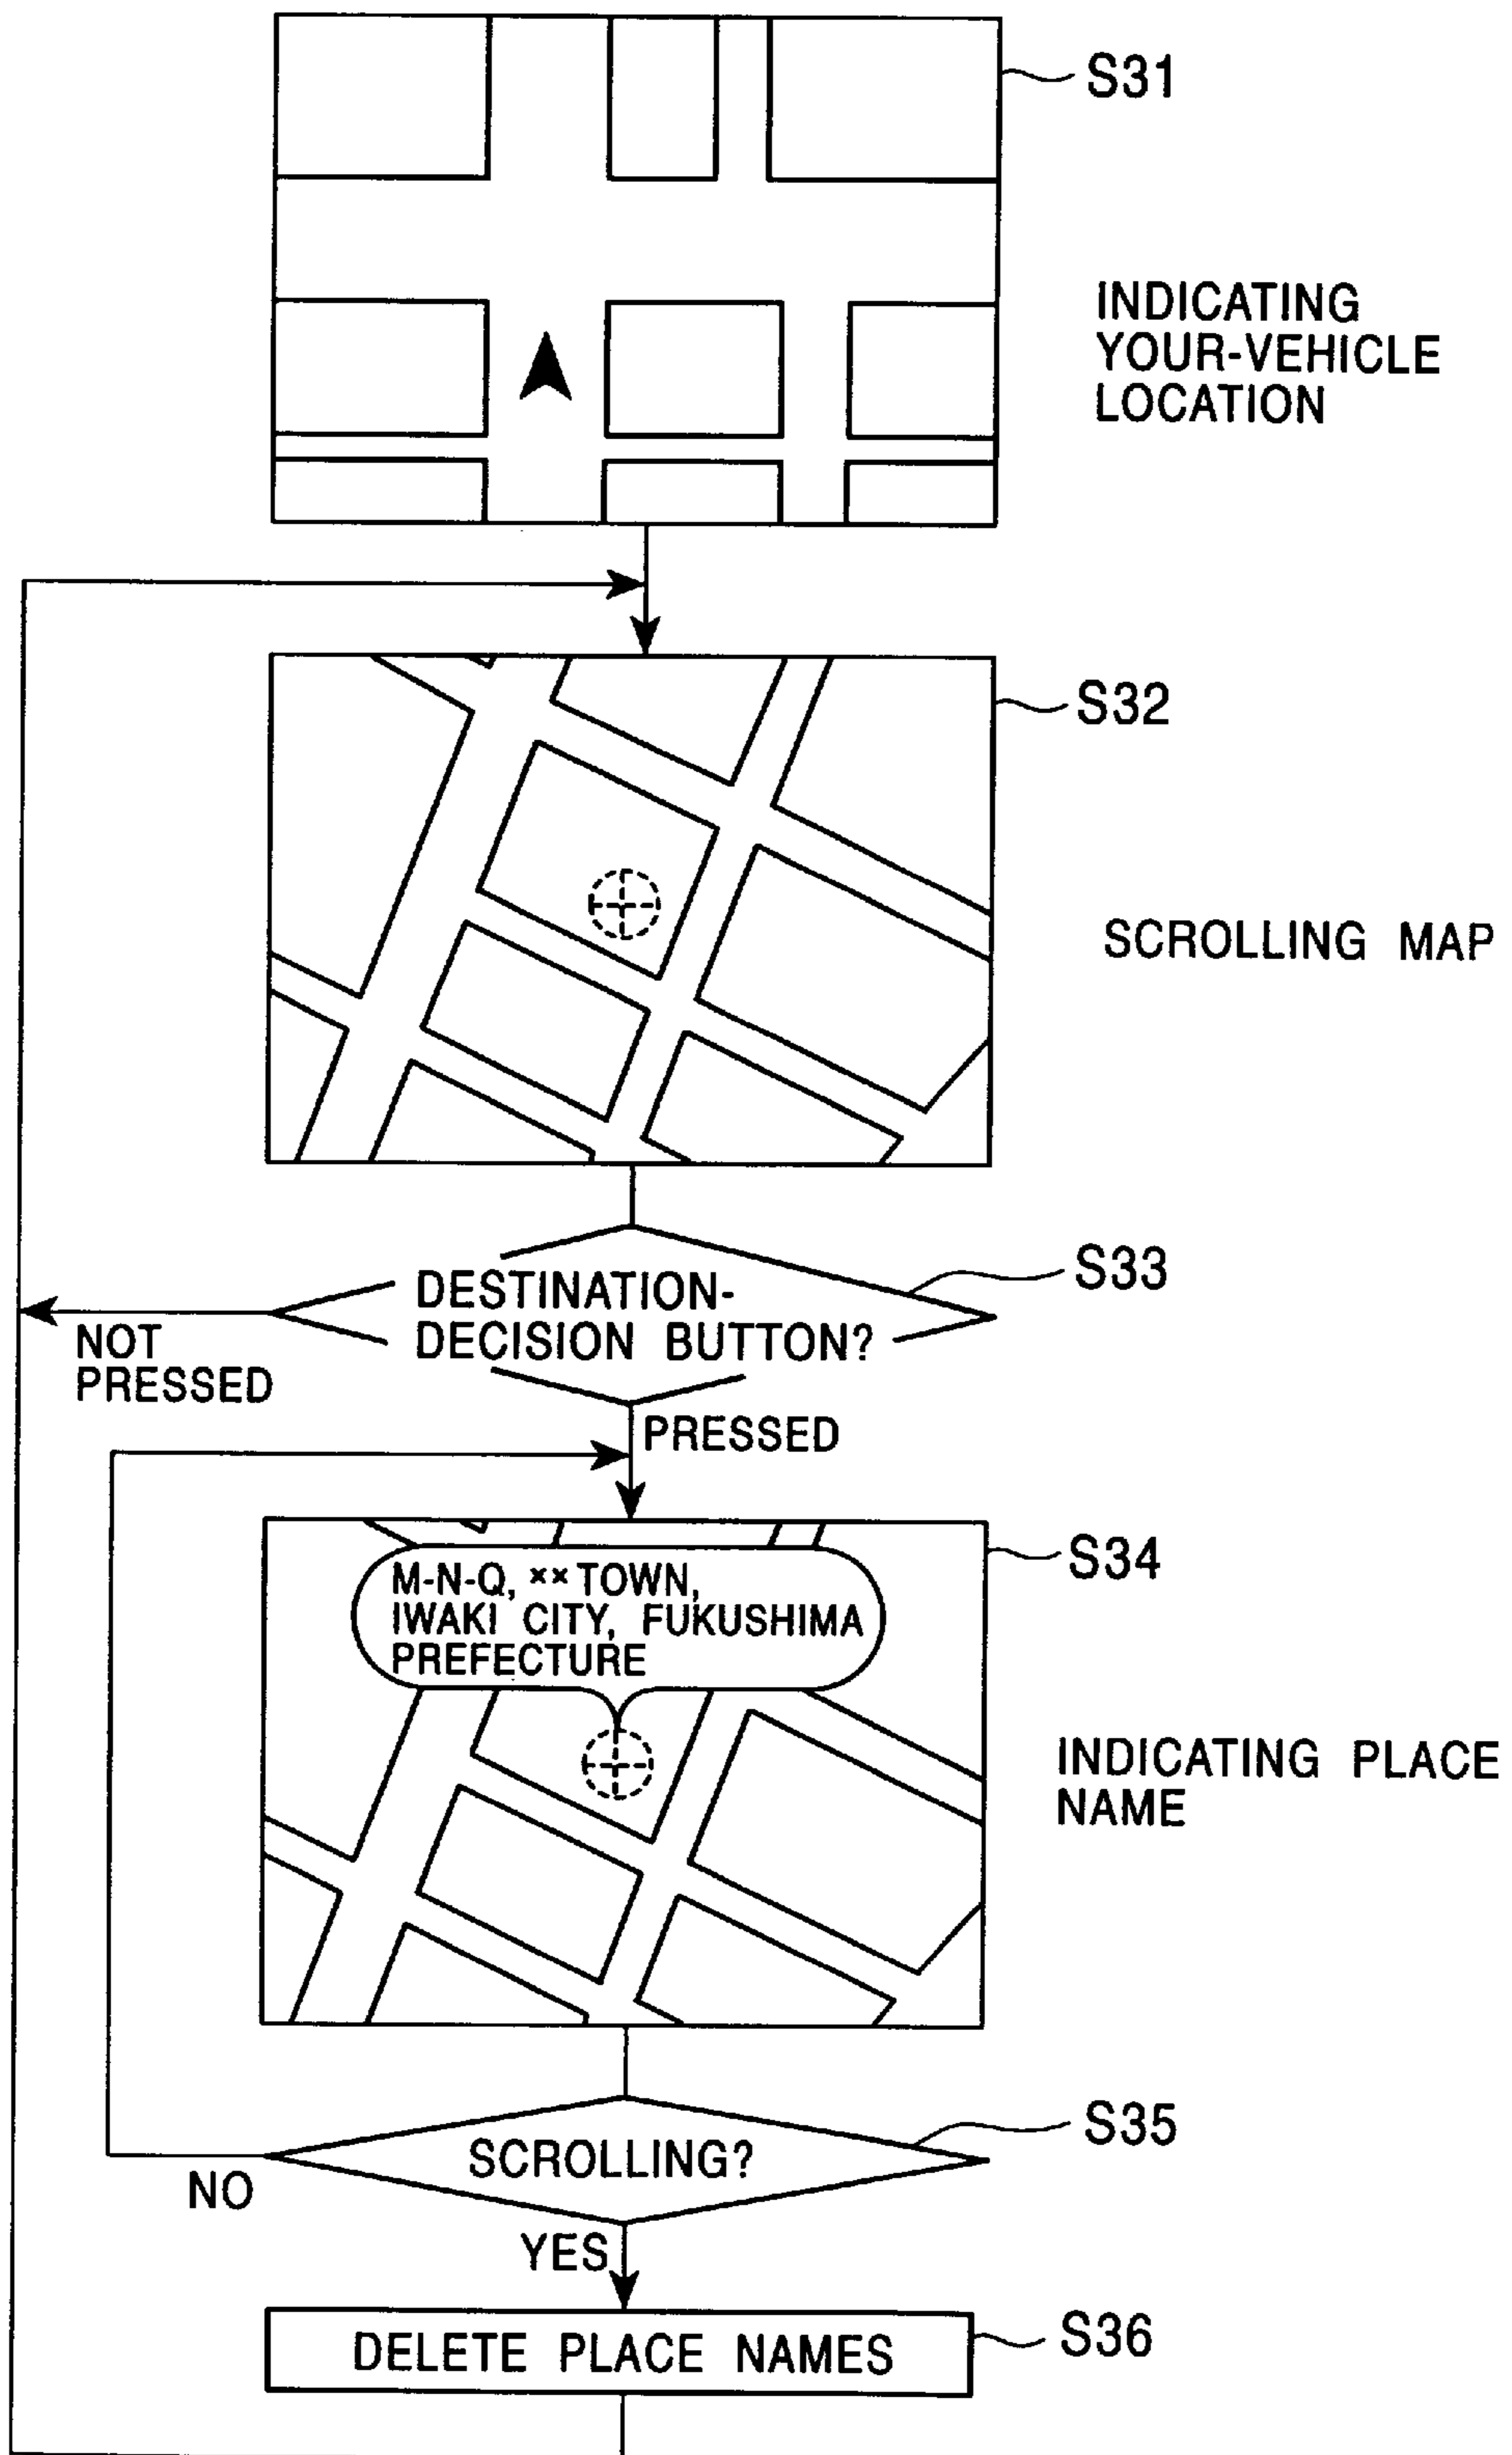 S31
INDICATING
YOUR-VEHICLE
LOCATION
S32
SCROLLING MAP
S33
DESTINATION-
DECISION BUTTON?
NOT
PRESSED
PRESSED
S34
M-N-Q, ×× TOWN,
IWAKI CITY, FUKUSHIMA
PREFECTURE
INDICATING PLACE
NAME
S35
SCROLLING?
NO
YES
S36
DELETE PLACE NAMES